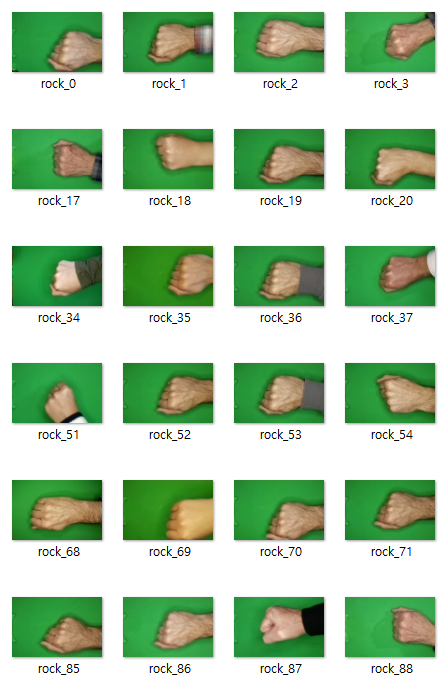 rock_0 rock_1 rock_2 rock_3
rock_17 rock_18 rock_19 rock_20
rock_34 rock_35 rock_36 rock_37
rock_51 rock_52 rock_53 rock_54
rock_68 rock_69 rock_70 rock_71
rock_85 rock_86 rock_87 rock_88